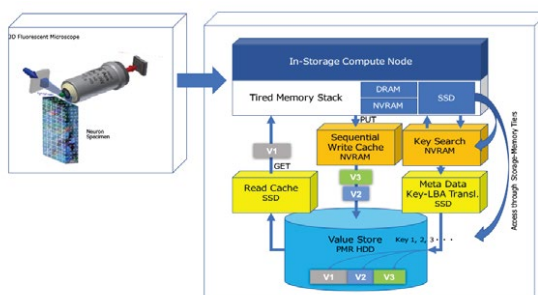 3D Fluorescent Microscope
Neuron
Specimen
In-Storage Compute Node
Tired Memory Stack
DRAM
NVRAM
SSD
PUT
V1
GET
Sequential
Write Cache
NVRAM
Key Search
NVRAM
V3
V2
Read Cache
SSD
Meta Data
Key-LBA Transl.
SSD
Access through Storage-Memory Tiers
Value Store
PMR HDD
Key 1, 2, 3 · · ·
V1
V2
V3